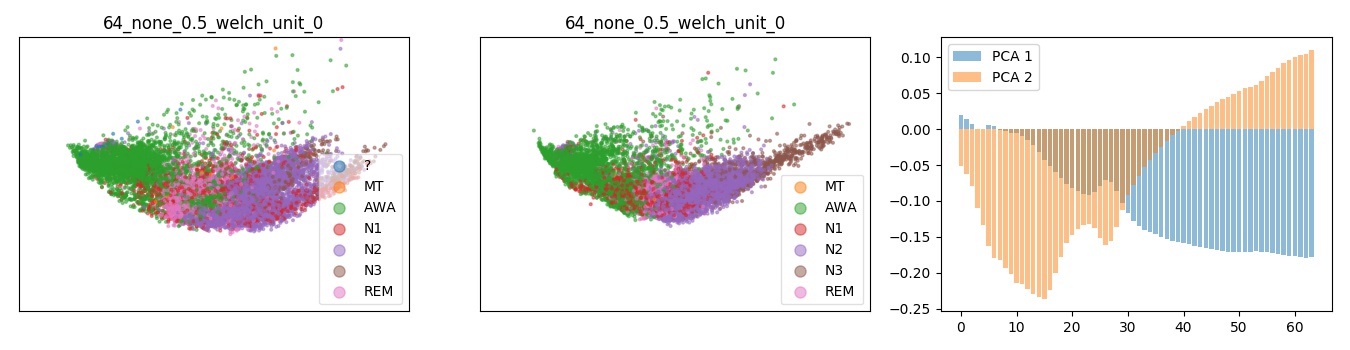 64_none_0.5_welch_unit_0
?
MT
AWA
N1
N2
N3
REM
64_none_0.5_welch_unit_0
MT
AWA
N1
N2
N3
REM
PCA 1
PCA 2
0.10
0.05
0.00
−0.05
−0.10
−0.15
−0.20
−0.25
0 10 20 30 40 50 60